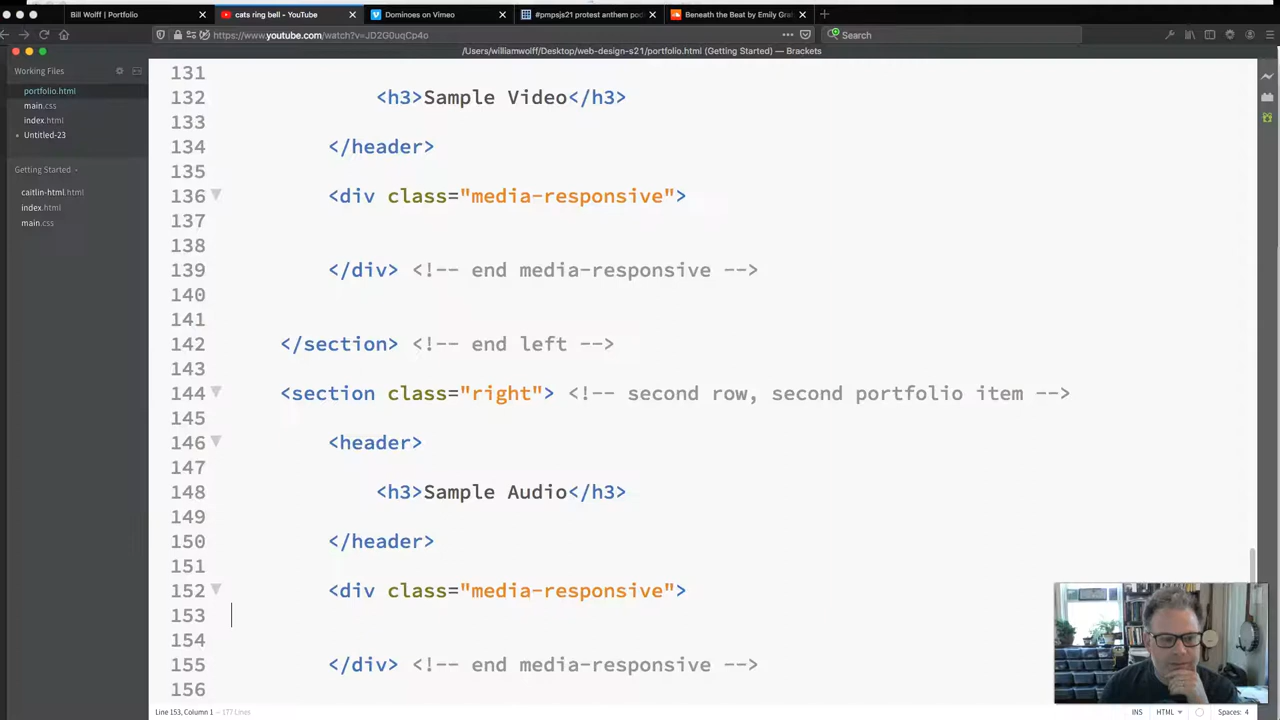 Bill Wolff | Portfolio
cats ring bell - YouTube
Dominoes on Vimeo
#pmpsjs21 protest anthem pod
Beneath the Beat by Emily Gra
https://www.youtube.com/watch?v=JD2G0uqCp4o
Search
/Users/williamwolff/Desktop/web-design-s21/portfolio.html (Getting Started) — Brackets
Working Files
portfolio.html
main.css
index.html
Untitled-23
Getting Started
caitlin-html.html
index.html
main.css
131
132 <h3>Sample Video</h3>
133
134 </header>
135
136 <div class="media-responsive">
137
138
139 </div> <!-- end media-responsive -->
140
141
142 </section> <!-- end left -->
143
144 <section class="right"> <!-- second row, second portfolio item -->
145
146 <header>
147
148 <h3>Sample Audio</h3>
149
150 </header>
151
152 <div class="media-responsive">
153
154
155 </div> <!-- end media-responsive -->
156
Line 153, Column 1 — 177 Lines
INS HTML Spaces: 4